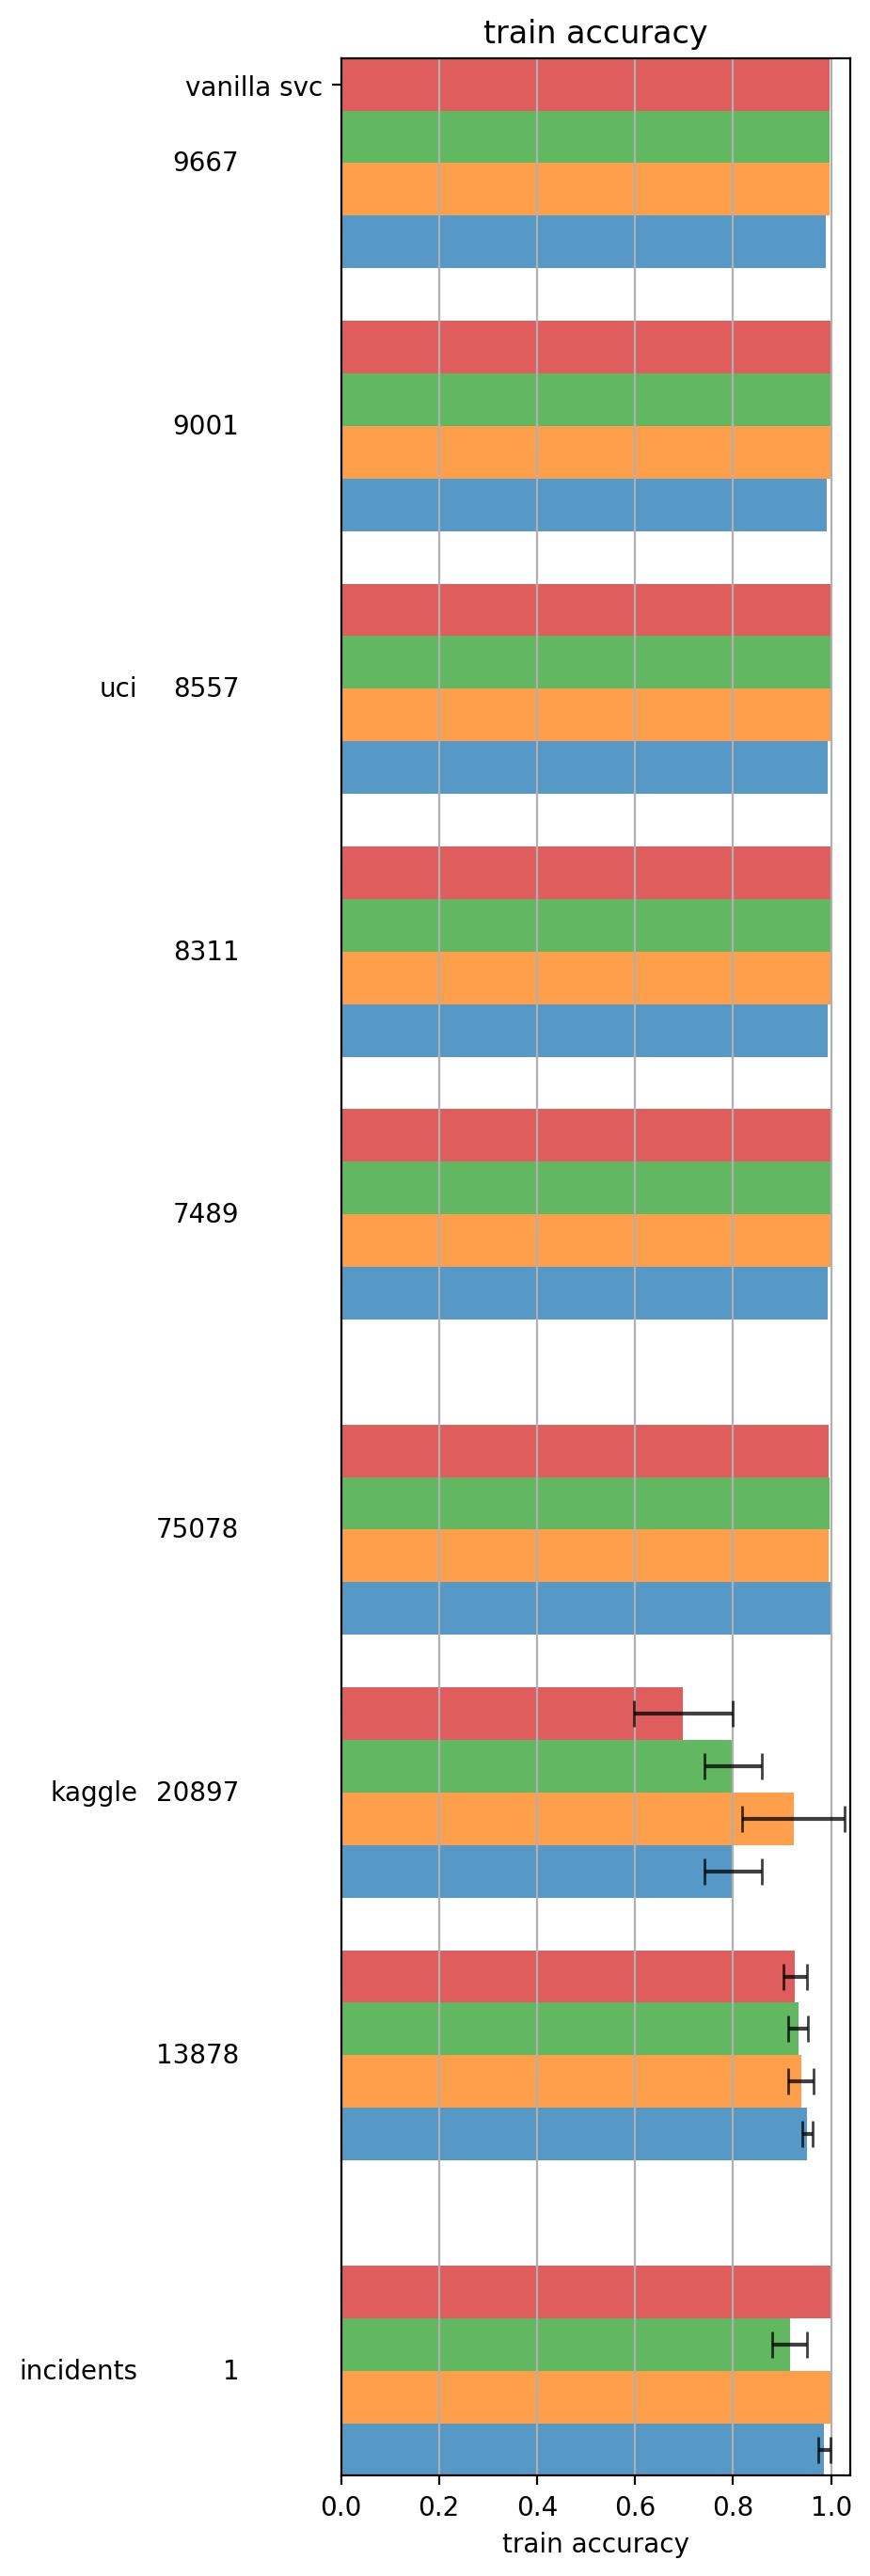 train accuracy
vanilla svc
9667
9001
uci 8557
8311
7489
75078
kaggle 20897
13878
incidents 1
0.0 0.2 0.4 0.6 0.8 1.0
train accuracy